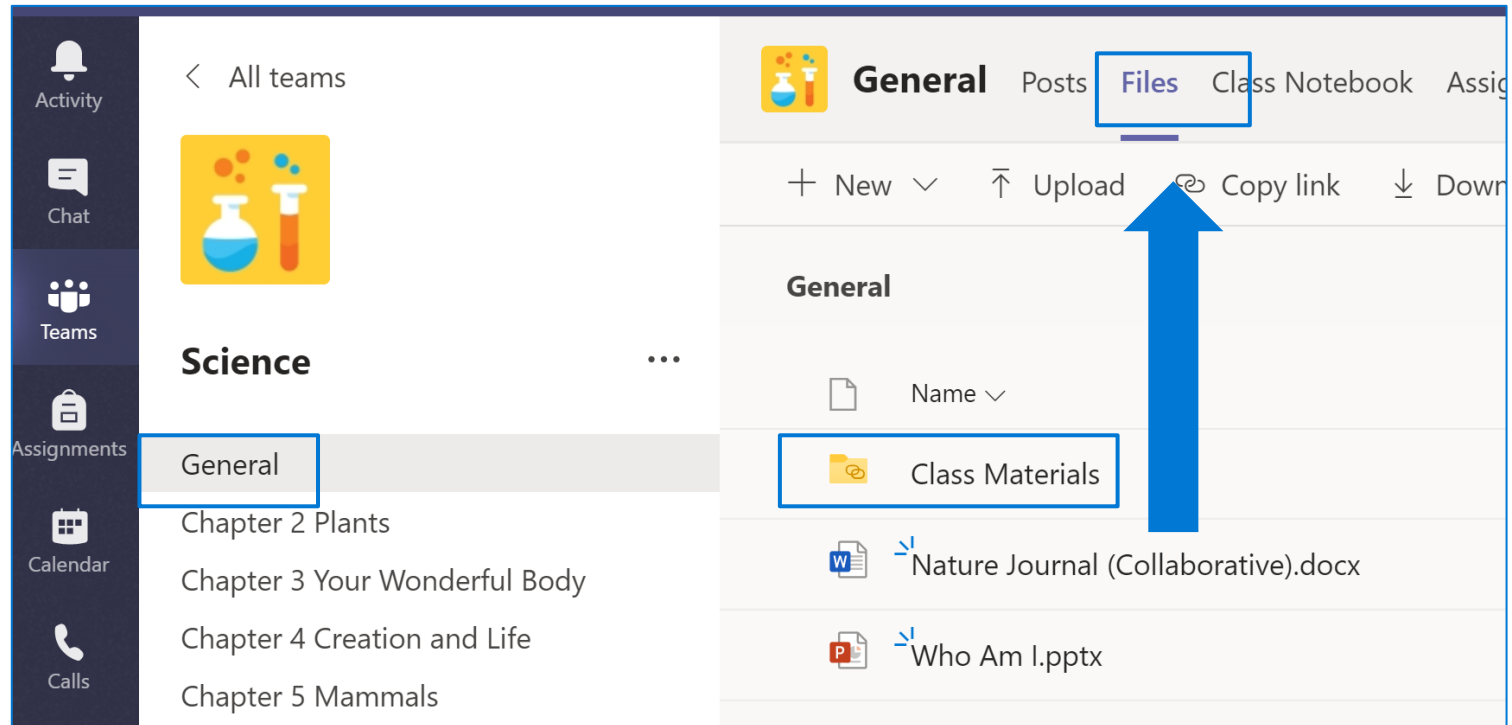 Activity
Chat
Teams
Assignments
Calendar
Calls
All teams
Science
General
Chapter 2 Plants
Chapter 3 Your Wonderful Body
Chapter 4 Creation and Life
Chapter 5 Mammals
General Posts Files Class Notebook Assig
New Upload Copy link Down
General
Name
Class Materials
Nature Journal (Collaborative).docx
Who Am I.pptx